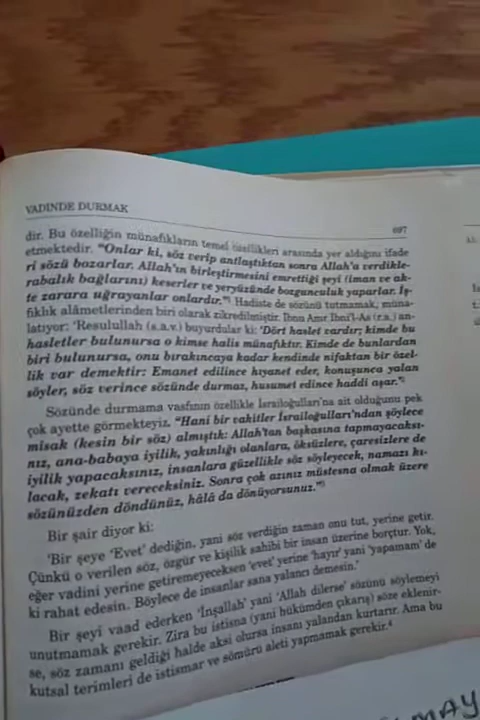 VADİNDE DURMAK
697
dir. Bu özelliğin münafıkların temel özellikleri arasında yer aldığını ifade
etmektedir. "Onlar ki, söz verip antlaştıktan sonra Allah'a verdikle-
ri sözü bozarlar. Allah'ın birleştirmesini emrettiği şeyi (iman ve ak-
rabalık bağlarını) keserler ve yeryüzünde bozgunculuk yaparlar. İş-
te zarara uğrayanlar onlardır." Hadiste de sözünü tutmamak, müna-
fıklık alâmetlerinden biri olarak zikredilmiştir. İbnu Amr İbni'l-As (r.a.) an-
latıyor: 'Resulullah (s.a.v.) buyurdular ki: 'Dört haslet vardır; kimde bu
hasletler bulunursa o kimse halis münafıktır. Kimde de bunlardan
biri bulunursa, onu bırakıncaya kadar kendinde nifaktan bir özel-
lik var demektir: Emanet edilince hıyanet eder, konuşunca yalan
söyler, söz verince sözünde durmaz, husumet edince haddi aşar."
Sözünde durmama vasfının özellikle İsrailoğulları'na ait olduğunu pek
çok ayette görmekteyiz. "Hani bir vakitler İsrailoğulları'ndan şöylece
misak (kesin bir söz) almıştık: Allah'tan başkasına tapmayacaksı-
nız, ana-babaya iyilik, yakınlığı olanlara, öksüzlere, çaresizlere de
iyilik yapacaksınız, insanlara güzellikle söz söyleyecek, namazı kı-
lacak, zekatı vereceksiniz. Sonra çok azınız müstesna olmak üzere
sözünüzden döndünüz, hâlâ da dönüyorsunuz."
Bir şair diyor ki:
'Bir şeye 'Evet' dediğin, yani söz verdiğin zaman onu tut, yerine getir.
Çünkü o verilen söz, özgür ve kişilik sahibi bir insan üzerine borçtur. Yok,
eğer vadini yerine getiremeyeceksen 'evet' yerine 'hayır' yani 'yapamam' de
ki rahat edesin. Böylece de insanlar sana yalancı demesin.'
Bir şeyi vaad ederken 'İnşallah' yani 'Allah dilerse' sözünü söylemeyi
unutmamak gerekir. Zira bu istisna (yani hükümden çıkarış) söze eklenir-
se, söz zamanı geldiği halde aksi olursa insanı yalandan kurtarır. Ama bu
kutsal terimleri de istismar ve sömürü aleti yapmamak gerekir.